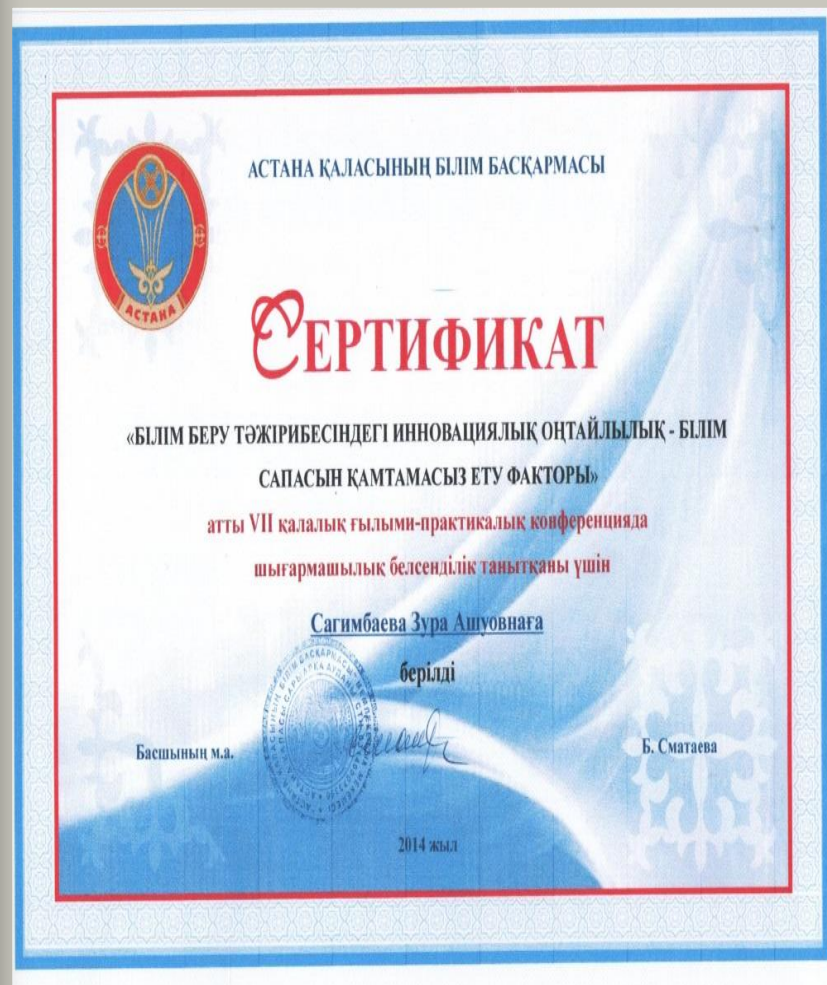 АСТАНА ҚАЛАСЫНЫҢ БІЛІМ БАСҚАРМАСЫ
АСТАНА
СЕРТИФИКАТ
«БІЛІМ БЕРУ ТӘЖІРИБЕСІНДЕГІ ИННОВАЦИЯЛЫҚ ОҢТАЙЛЫЛЫҚ - БІЛІМ
САПАСЫН ҚАМТАМАСЫЗ ЕТУ ФАКТОРЫ»
атты VII қалалық ғылыми-практикалық конференцияда
шығармашылық белсенділік танытқаны үшін
Сагимбаева Зура Ашуовнаға
берілді
Басшының м.а.
Б. Сматаева
2014 жыл